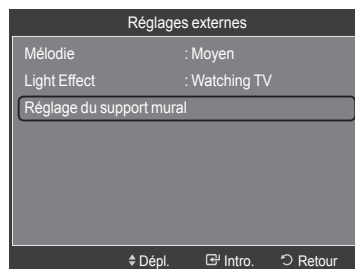 Réglages externes
Mélodie : Moyen
Light Effect : Watching TV
Réglage du support mural
Dépl. Intro. Retour